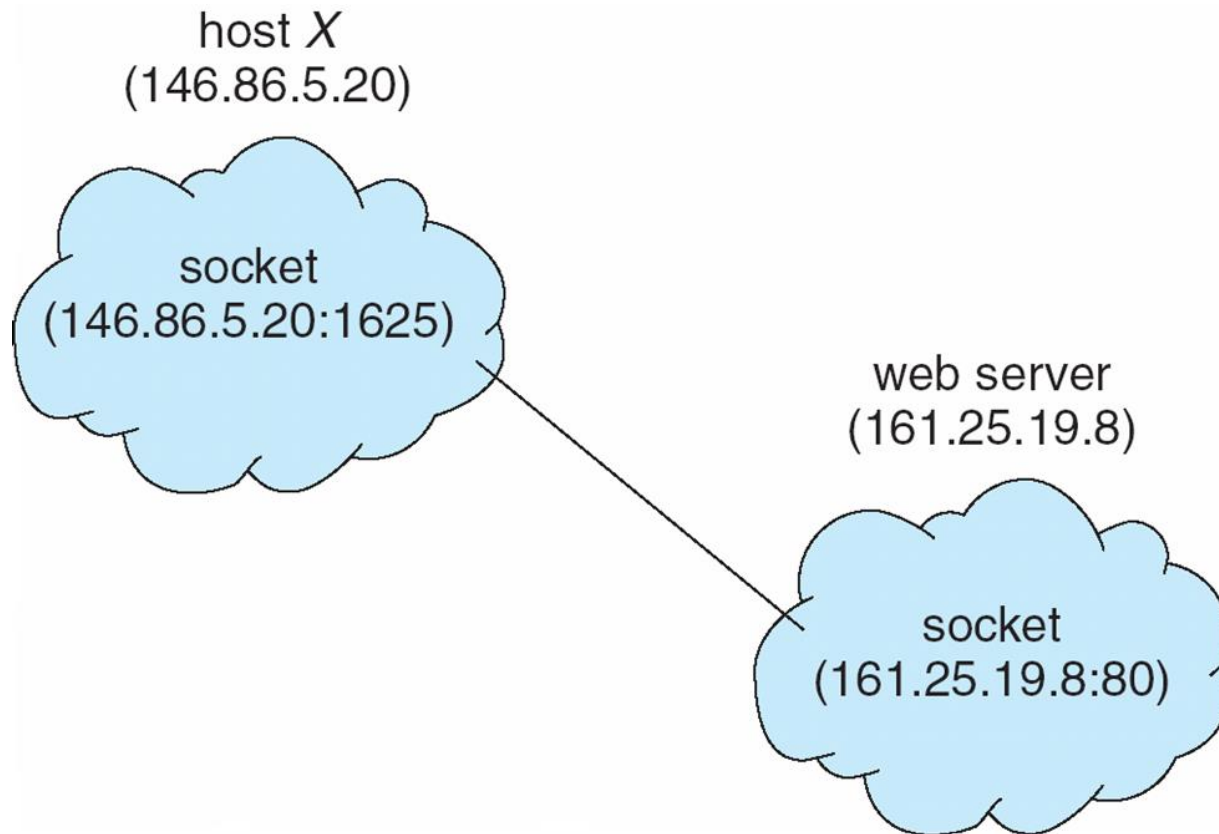 host X
(146.86.5.20)
socket
(146.86.5.20:1625)
web server
(161.25.19.8)
socket
(161.25.19.8:80)